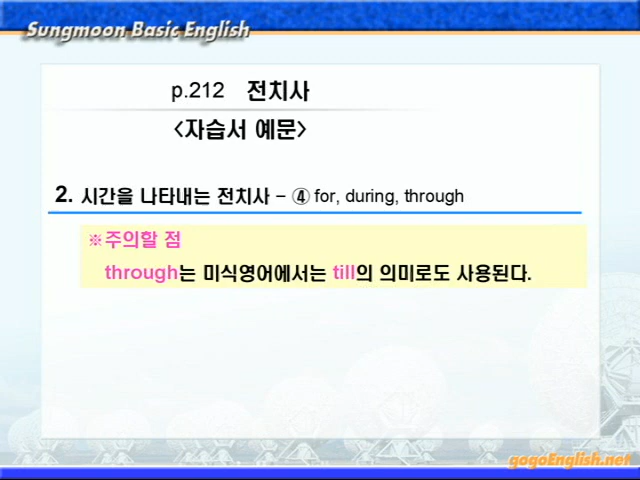 Sungmoon Basic English
p.212 전치사
<자습서 예문>
2. 시간을 나타내는 전치사 - ④ for, during, through
※주의할 점
through는 미식영어에서는 till의 의미로도 사용된다.
gogoEnglish.net